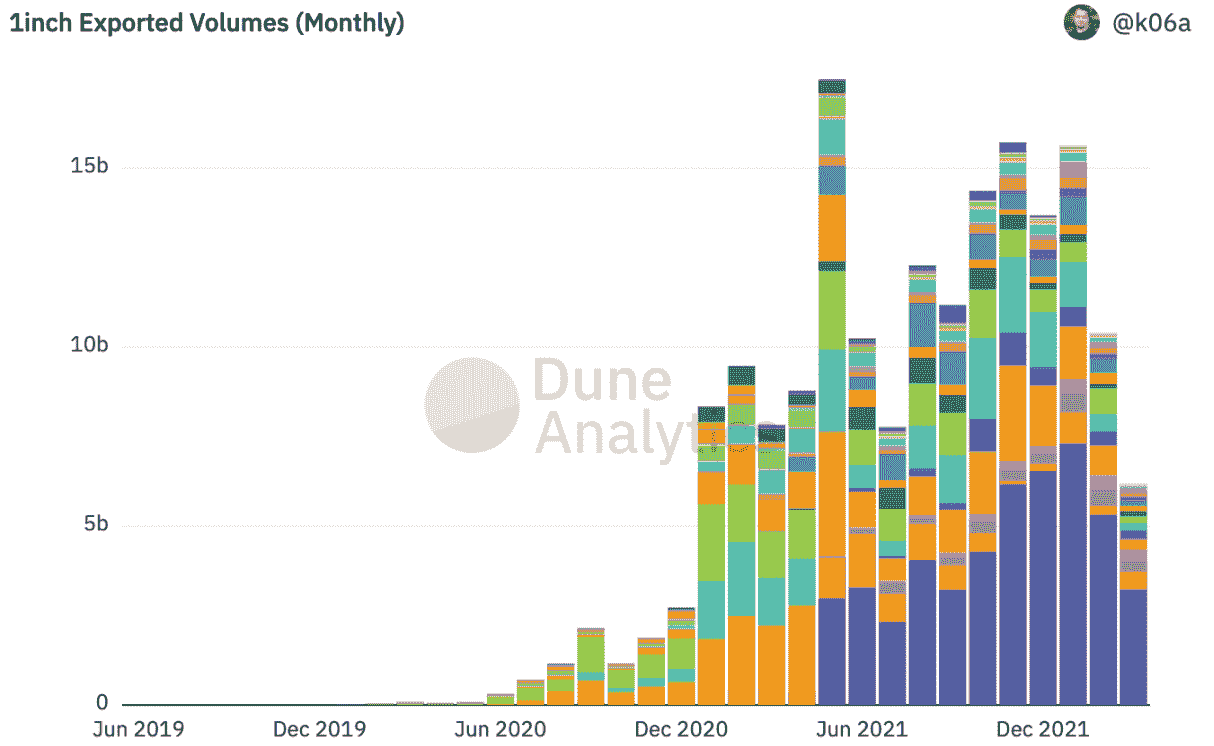 1inch Exported Volumes (Monthly)
@k06a
15b
10b
5b
0
Dune
Analytics
Jun 2019
Dec 2019
Jun 2020
Dec 2020
Jun 2021
Dec 2021